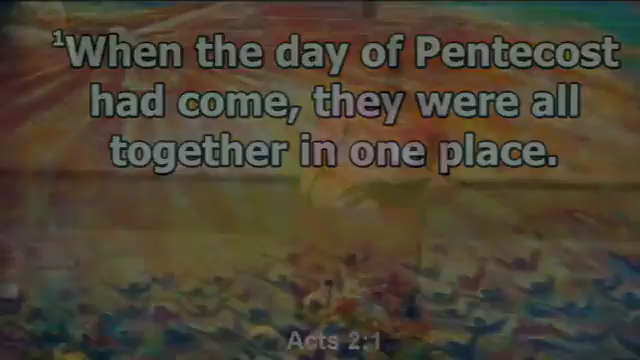 ¹When the day of Pentecost
had come, they were all
together in one place.
Acts 2:1